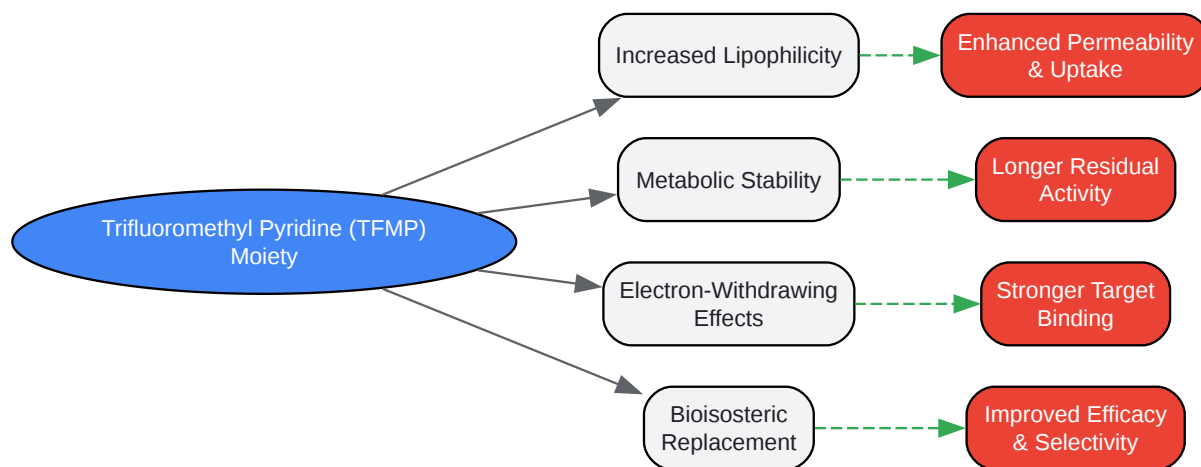 Increased Lipophilicity
Enhanced Permeability
& Uptake
Metabolic Stability
Longer Residual
Activity
Trifluoromethyl Pyridine (TFMP)
Moiety
Electron-Withdrawing
Effects
Stronger Target
Binding
Bioisosteric
Replacement
Improved Efficacy
& Selectivity